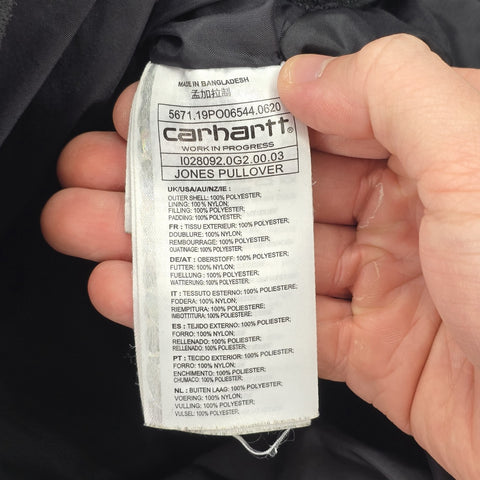 MADE IN BANGLADESH
孟加拉制
5671.19PO06544.0620
carhartt
WORK IN PROGRESS
I028092.0G2.00.03
JONES PULLOVER
UK/USA/AU/NZ/IE :
OUTER SHELL: 100% POLYESTER;
LINING: 100% NYLON;
FILLING: 100% POLYESTER;
PADDING: 100% POLYESTER;
FR : TISSU EXTERIEUR: 100% POLYESTER;
DOUBLURE: 100% NYLON;
REMBOURRAGE: 100% POLYESTER;
OUATINAGE: 100% POLYESTER;
DE/AT : OBERSTOFF: 100% POLYESTER;
FUTTER: 100% NYLON;
FUELLUNG : 100% POLYESTER;
WATTIERUNG: 100% POLYESTER;
IT : TESSUTO ESTERNO: 100% POLIESTERE;
FODERA: 100% NYLON;
RIEMPITURA: 100% POLIESTERE;
IMBOTTITURA: 100% POLIESTERE;
ES : TEJIDO EXTERNO: 100% POLIESTER;
FORRO: 100% NYLON;
RELLENADO: 100% POLIESTER;
RELLENADO: 100% POLIESTER;
PT : TECIDO EXTERIOR: 100% POLIESTER;
FORRO: 100% NYLON;
ENCHIMENTO: 100% POLIESTER;
CHUMACO: 100% POLIESTER;
NL : BUITEN LAAG: 100% POLYESTER;
VOERING: 100% NYLON;
VULLING: 100% POLYESTER;
VULSEL: 100% POLYESTER;